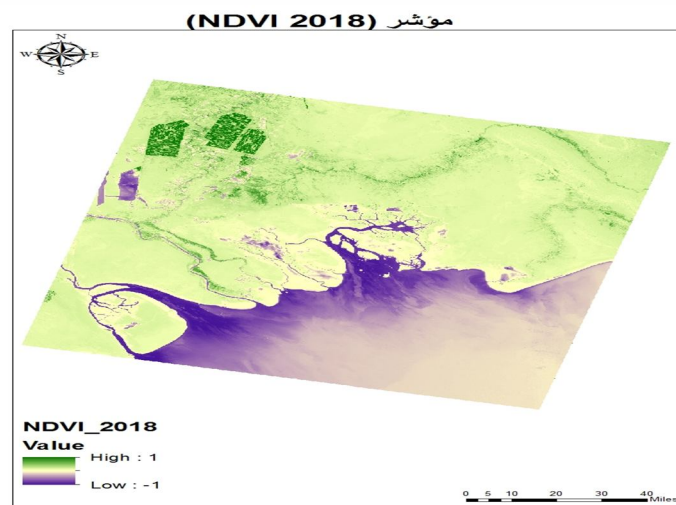 مؤشر (NDVI 2018)
N
W E
S
NDVI_2018
Value
High : 1
Low : -1
0 5 10 20 30 40
Miles